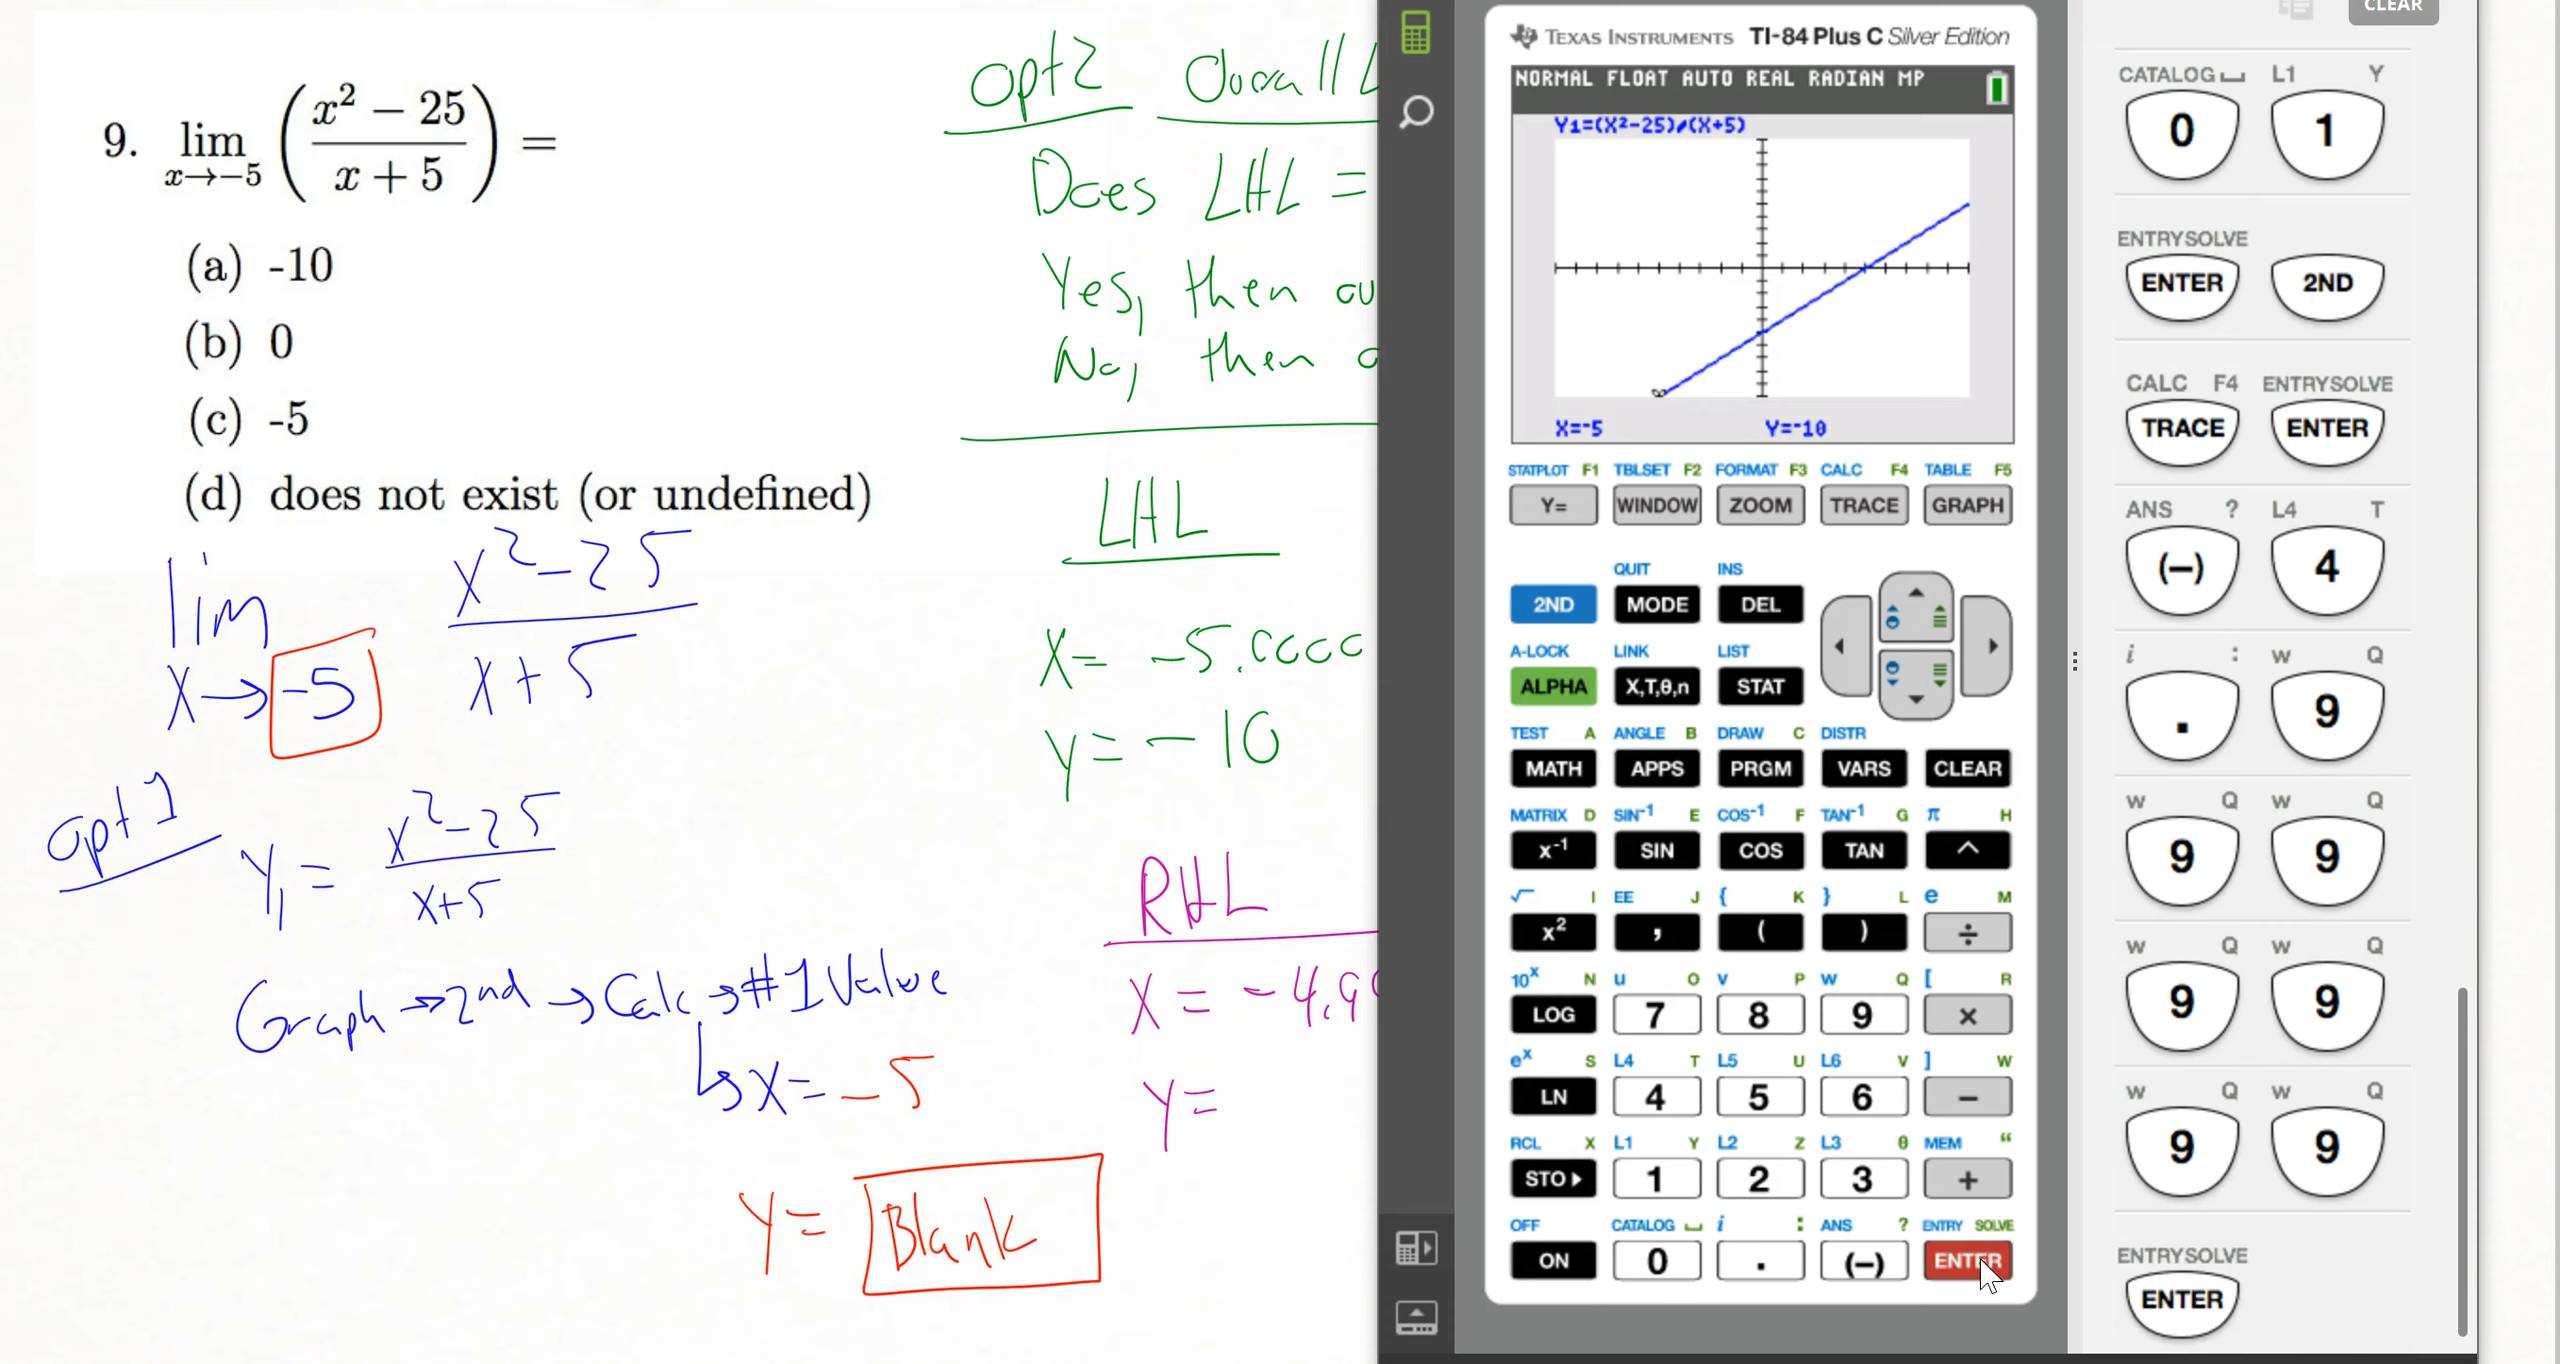 9. lim x→−5 ( x² − 25 / x + 5 ) =
(a) -10
(b) 0
(c) -5
(d) does not exist (or undefined)
lim x→ -5 x²-25 / x+5
opt 1
Y₁ = x²-25 / x+5
Graph → 2nd → Calc → #1 Value
↳ X= -5
Y= Blank
opt 2 Overall L
Does LHL =
Yes, then ov
No, then o
LHL
X= -5.0000
Y= -10
RHL
X= -4.99
Y=
TEXAS INSTRUMENTS TI-84 Plus C Silver Edition
NORMAL FLOAT AUTO REAL RADIAN MP
Y1=(X²-25)/(X+5)
X=-5 Y=-10
STATPLOT F1 TBLSET F2 FORMAT F3 CALC F4 TABLE F5
Y= WINDOW ZOOM TRACE GRAPH
QUIT INS
2ND MODE DEL
A-LOCK LINK LIST
ALPHA X,T,θ,n STAT
TEST A ANGLE B DRAW C DISTR
MATH APPS PRGM VARS CLEAR
MATRIX D SIN⁻¹ E COS⁻¹ F TAN⁻¹ G π H
x⁻¹ SIN COS TAN ^
√ I EE J { K } L e M
x² , ( ) ÷
10ˣ N u O v P w Q [ R
LOG 7 8 9 ×
eˣ S L4 T L5 U L6 V ] W
LN 4 5 6 −
RCL X L1 Y L2 Z L3 θ MEM “
STO▸ 1 2 3 +
OFF CATALOG ⎵ i : ANS ? ENTRY SOLVE
ON 0 . (−) ENTER
CLEAR
CATALOG ⎵ L1 Y
0 1
ENTRY SOLVE
ENTER 2ND
CALC F4 ENTRY SOLVE
TRACE ENTER
ANS ? L4 T
(−) 4
i : w Q
. 9
w Q w Q
9 9
w Q w Q
9 9
w Q w Q
9 9
ENTRY SOLVE
ENTER